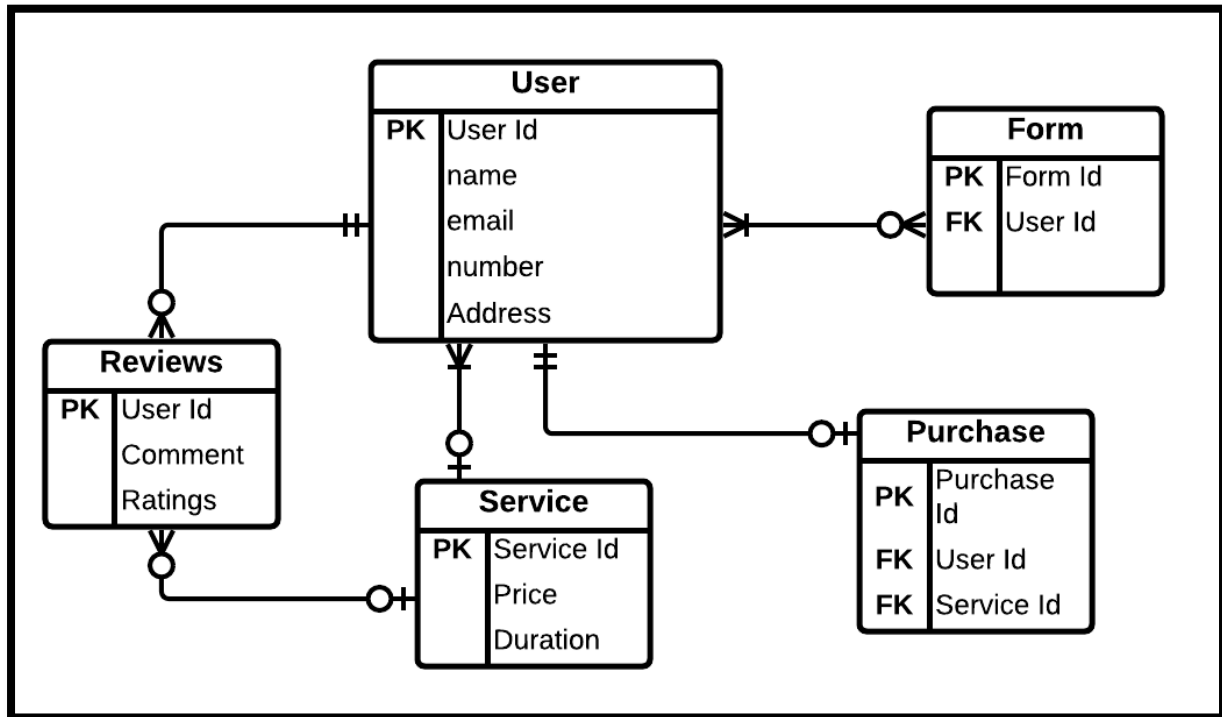 User
PK User Id
name
email
number
Address
Form
PK Form Id
FK User Id
Reviews
PK User Id
Comment
Ratings
Service
PK Service Id
Price
Duration
Purchase
PK Purchase
Id
FK User Id
FK Service Id